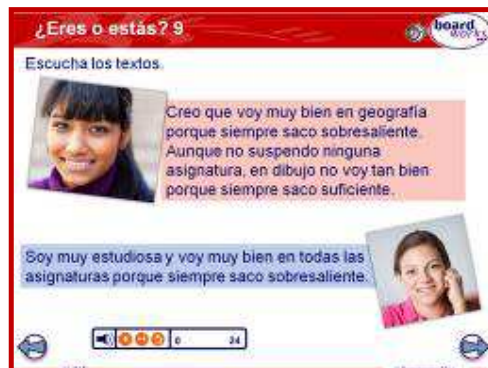 ¿Eres o estás? 9
board
works
Escucha los textos.
Creo que voy muy bien en geografía
porque siempre saco sobresaliente.
Aunque no suspendo ninguna
asignatura, en dibujo no voy tan bien
porque siempre saco suficiente.
Soy muy estudiosa y voy muy bien en todas las
asignaturas porque siempre saco sobresaliente.
0 24